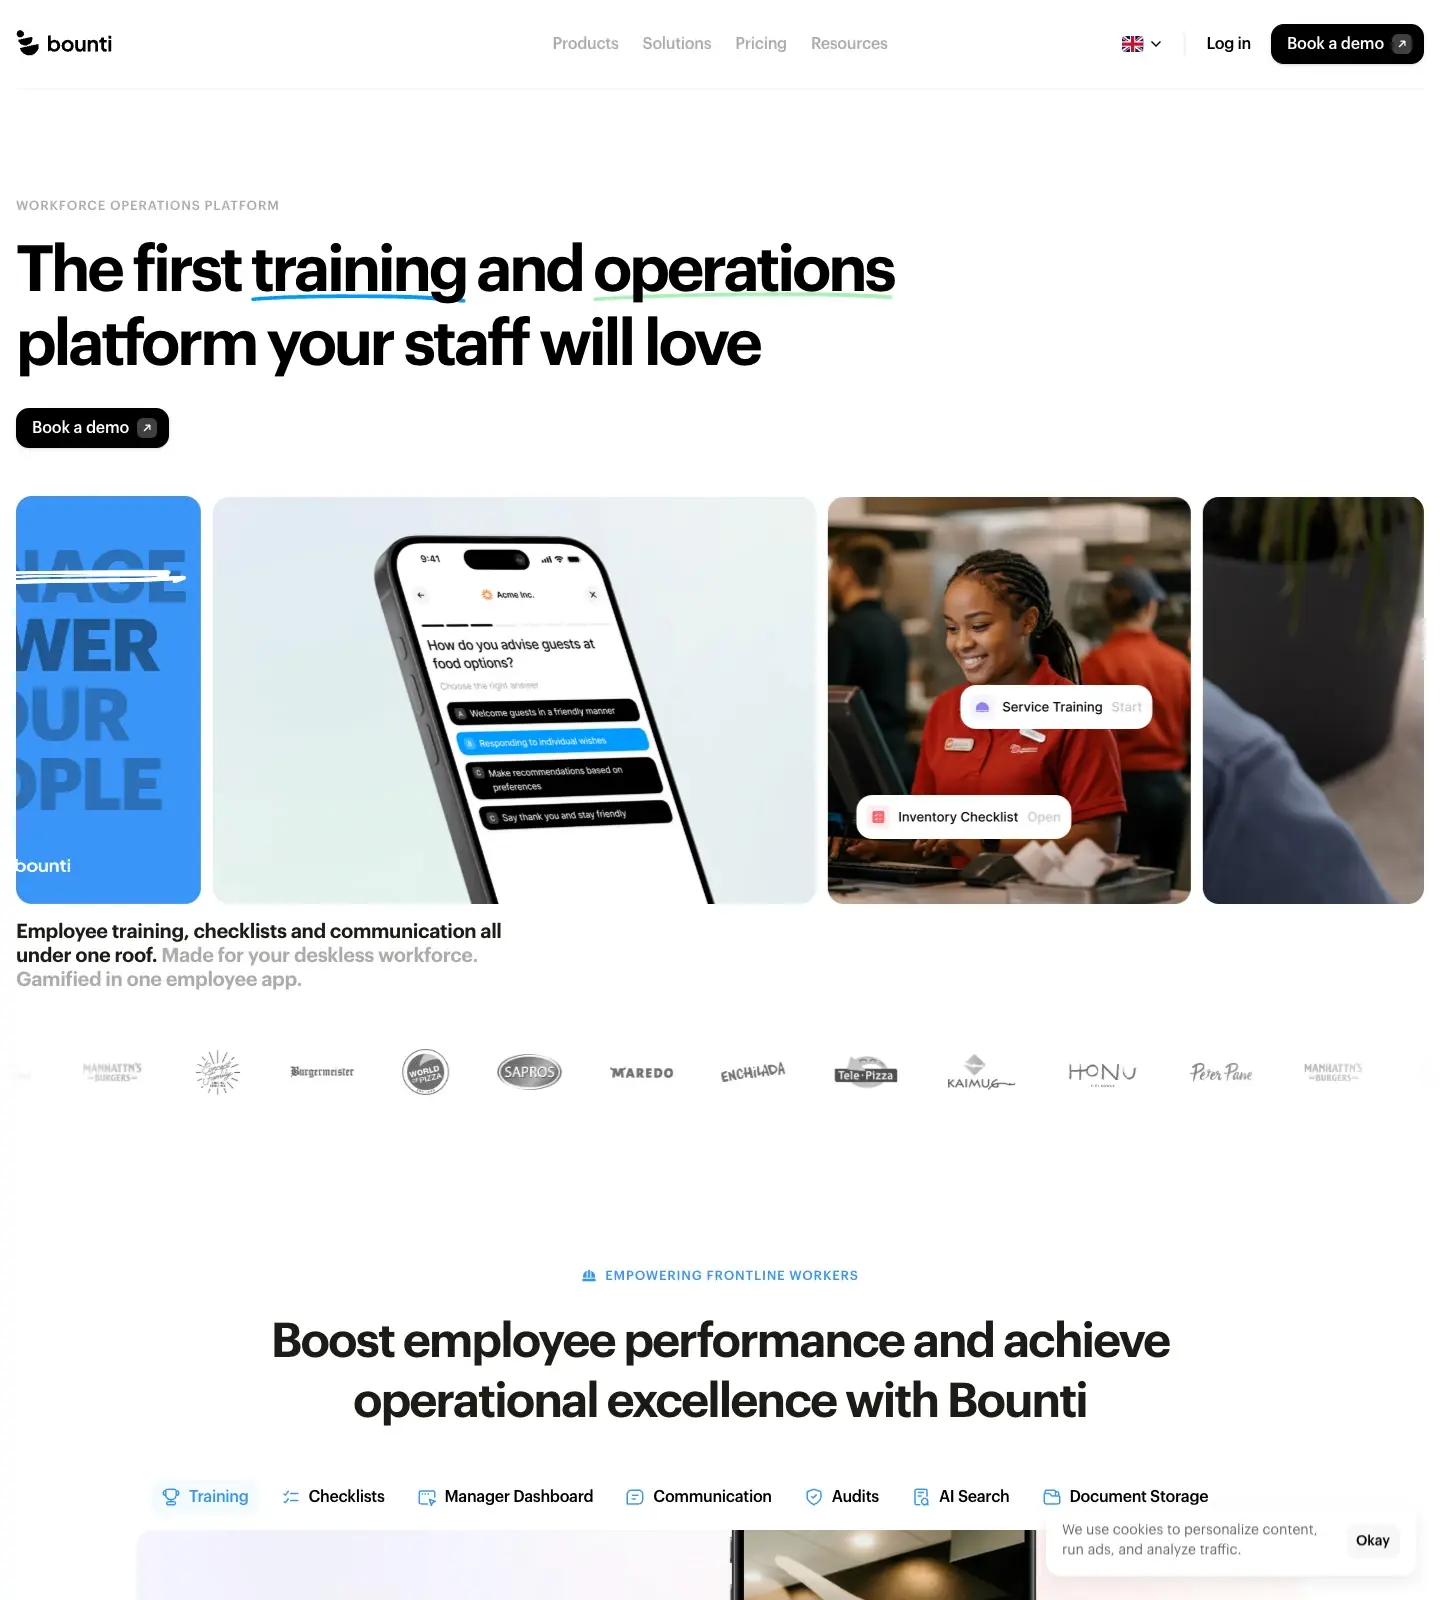 bounti
Products Solutions Pricing Resources
Log in
Book a demo
WORKFORCE OPERATIONS PLATFORM
The first training and operations
platform your staff will love
Book a demo
NAGE
WER
OUR
OPLE
bounti
9:41
Acme Inc.
How do you advise guests at
food options?
Choose the right answer
A Welcome guests in a friendly manner
B Responding to individual wishes
C Make recommendations based on
preferences
C Say thank you and stay friendly
Service Training Start
Inventory Checklist Open
Employee training, checklists and communication all
under one roof. Made for your deskless workforce.
Gamified in one employee app.
MANHATTN'S
BURGERS
Concept
Family
Burgermeister
WORLD
OF PIZZA
SAPROS
MAREDO
ENCHILADA
Tele Pizza
KAIMUG
HONU
Peter Pane
MANHATTN'S
BURGERS
EMPOWERING FRONTLINE WORKERS
Boost employee performance and achieve
operational excellence with Bounti
Training Checklists Manager Dashboard Communication Audits AI Search Document Storage
We use cookies to personalize content,
run ads, and analyze traffic.
Okay